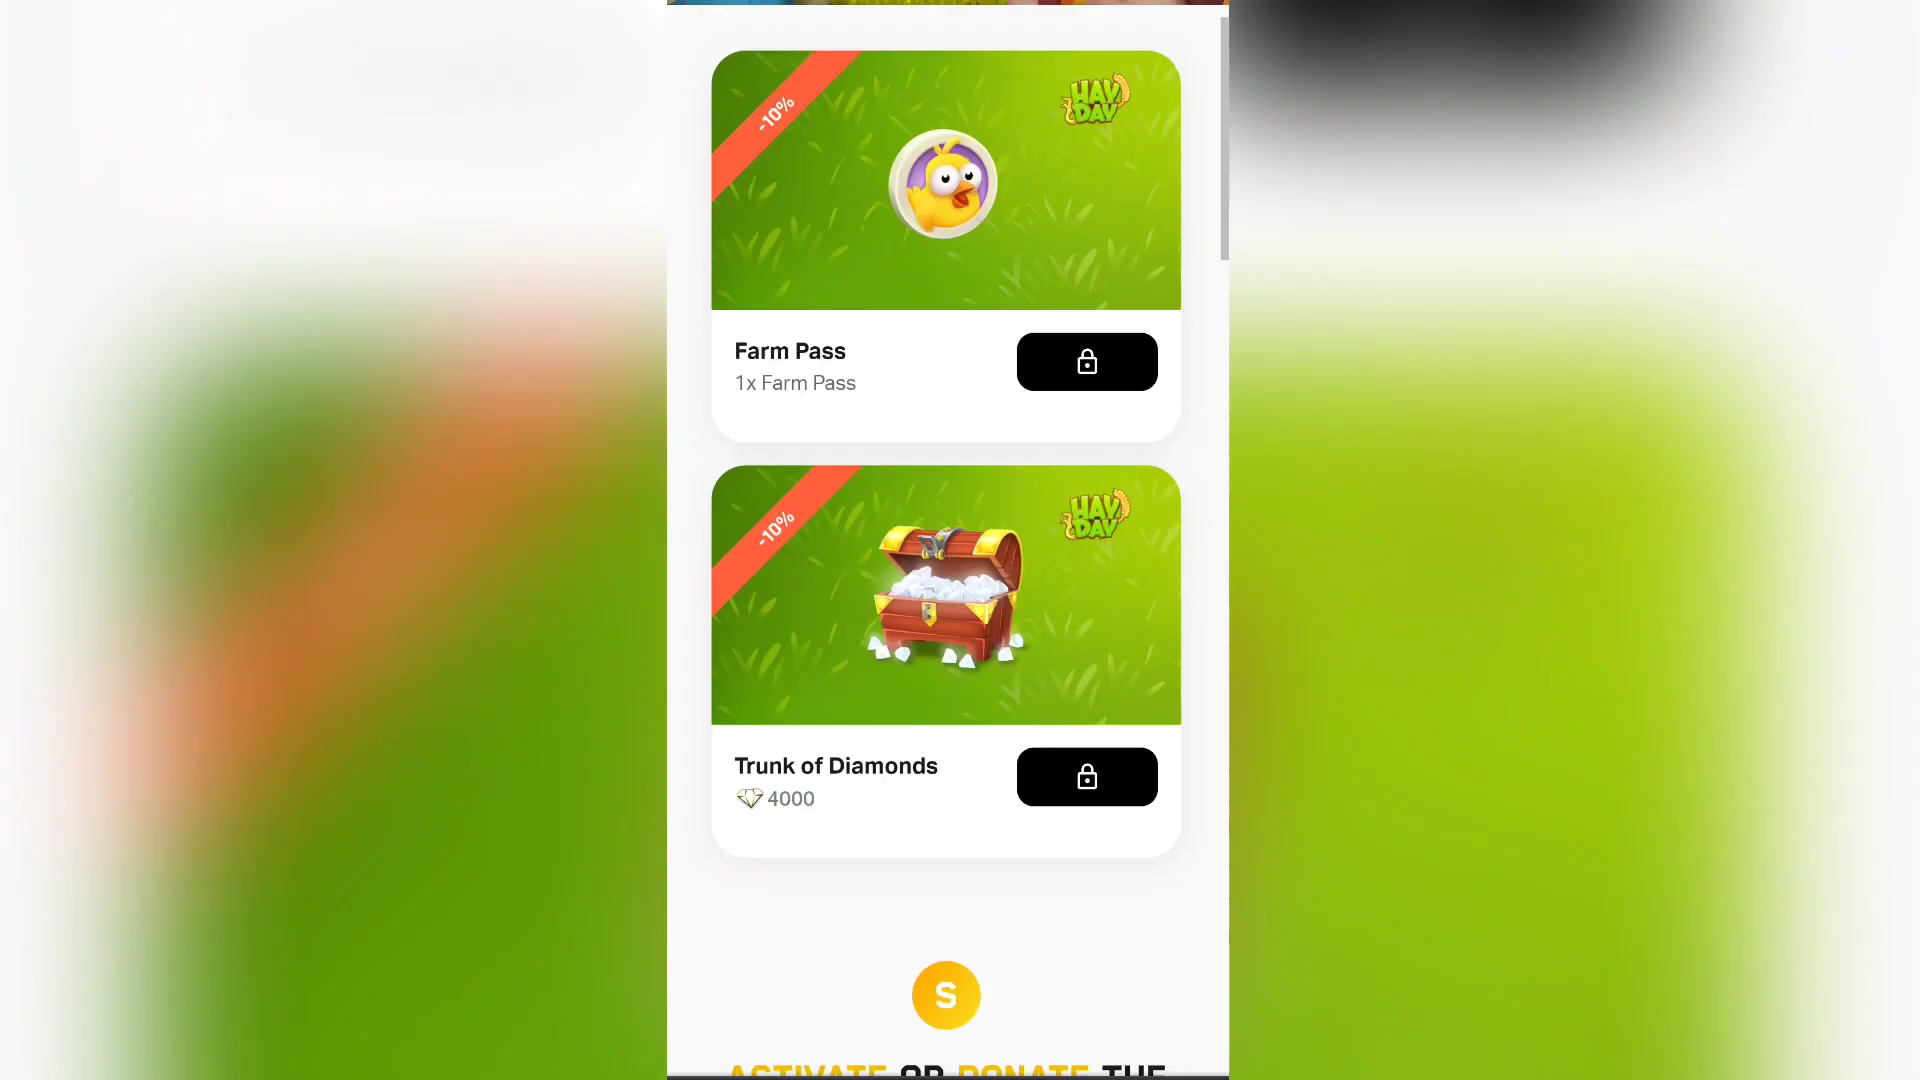 -10%
HAY
DAY
Farm Pass
1x Farm Pass
-10%
HAY
DAY
Trunk of Diamonds
4000
S
ACTIVATE OR DONATE THE